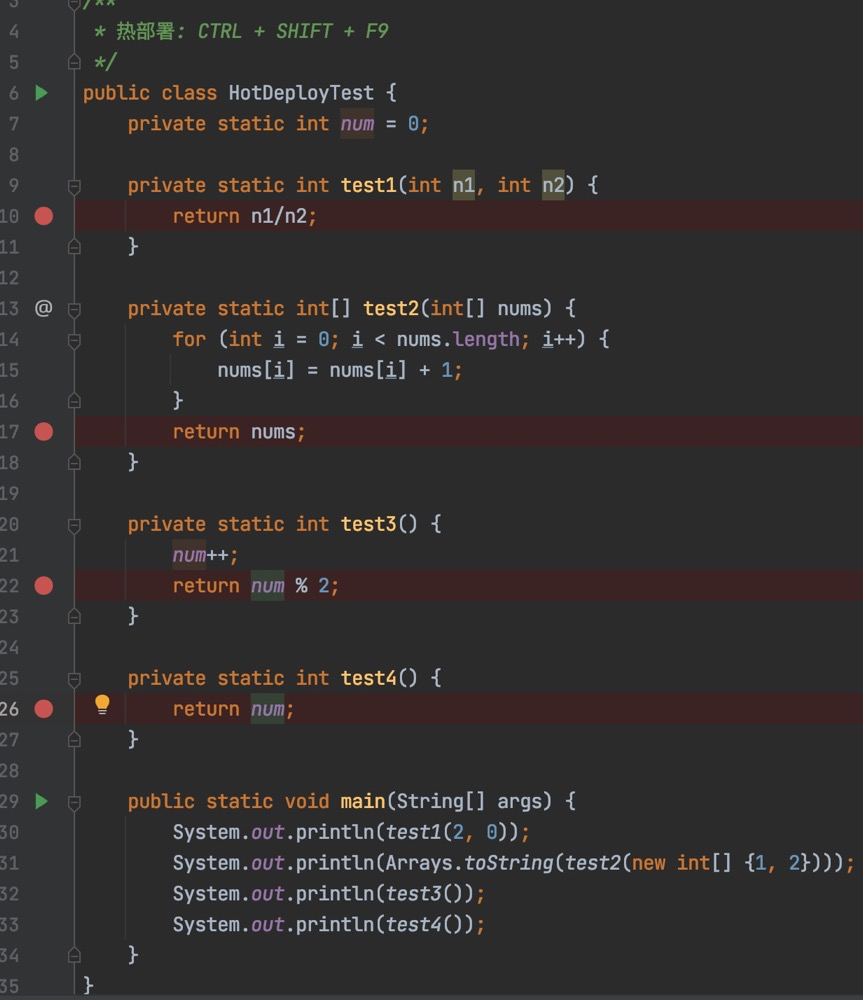 3 /**
4 * 热部署: CTRL + SHIFT + F9
5 */
6 public class HotDeployTest {
7 private static int num = 0;
8
9 private static int test1(int n1, int n2) {
10 return n1/n2;
11 }
12
13 @ private static int[] test2(int[] nums) {
14 for (int i = 0; i < nums.length; i++) {
15 nums[i] = nums[i] + 1;
16 }
17 return nums;
18 }
19
20 private static int test3() {
21 num++;
22 return num % 2;
23 }
24
25 private static int test4() {
26 return num;
27 }
28
29 public static void main(String[] args) {
30 System.out.println(test1(2, 0));
31 System.out.println(Arrays.toString(test2(new int[] {1, 2})));
32 System.out.println(test3());
33 System.out.println(test4());
34 }
35 }